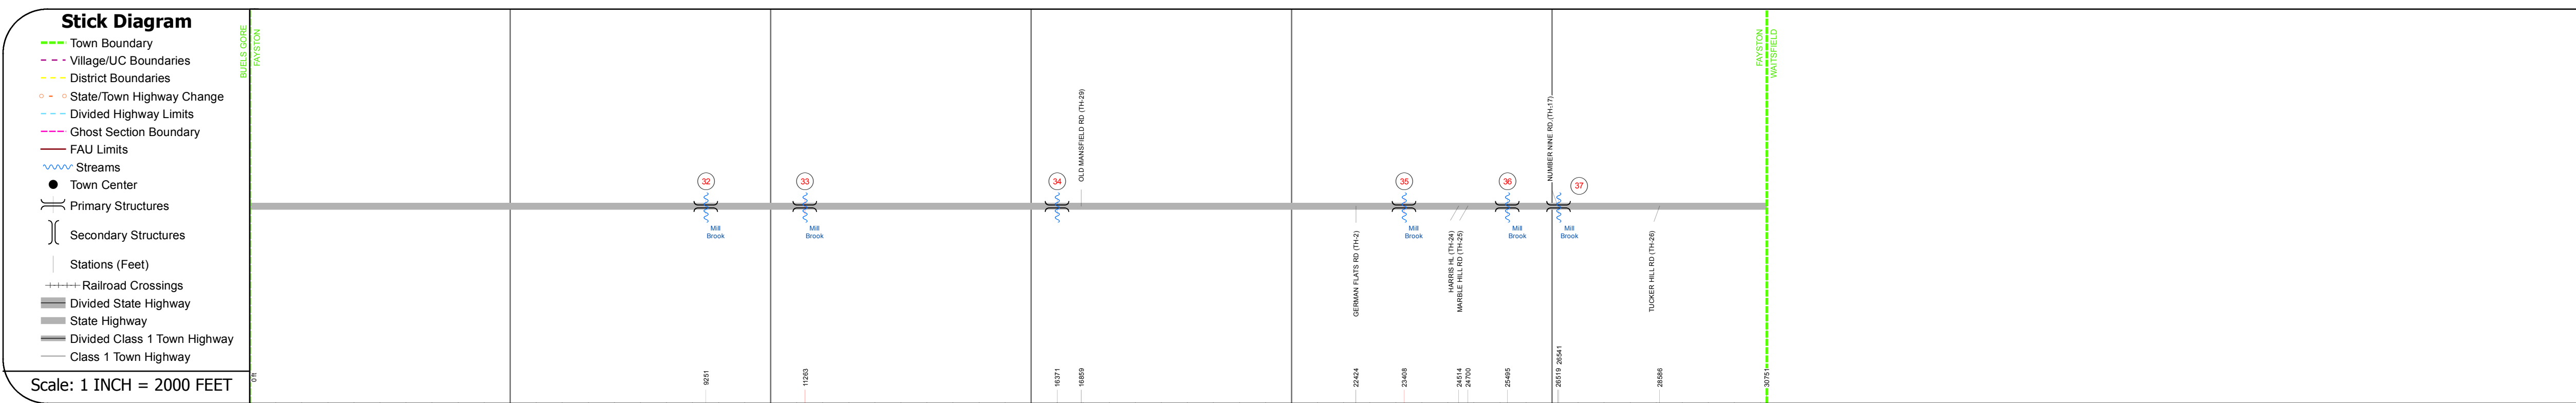 Stick Diagram
Town Boundary
Village/UC Boundaries
District Boundaries
State/Town Highway Change
Divided Highway Limits
Ghost Section Boundary
FAU Limits
Streams
Town Center
Primary Structures
Secondary Structures
Stations (Feet)
Railroad Crossings
Divided State Highway
State Highway
Divided Class 1 Town Highway
Class 1 Town Highway
Scale: 1 INCH = 2000 FEET
BUELS GORE
FAYSTON
32
Mill
Brook
33
Mill
Brook
34
OLD MANSFIELD RD (TH-29)
GERMAN FLATS RD (TH-2)
35
Mill
Brook
HARRIS HL (TH-24)
MARBLE HILL RD (TH-25)
36
Mill
Brook
NUMBER NINE RD (TH-17)
37
Mill
Brook
TUCKER HILL RD (TH-26)
FAYSTON
WAITSFIELD
0 ft
9251
11263
16371
16859
22424
23408
24514
24700
25495
26519
26541
28586
30751